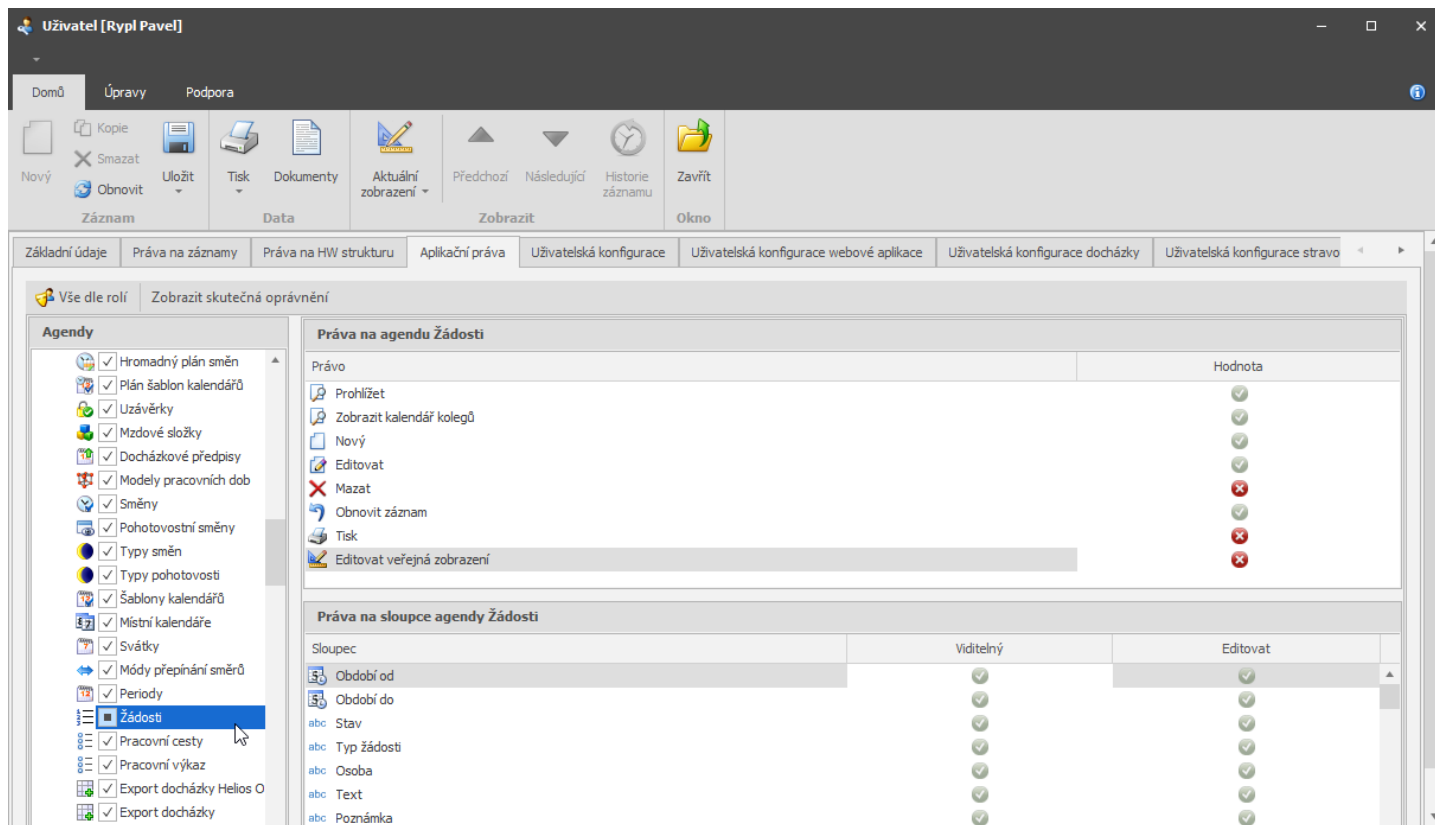 Uživatel [Rypl Pavel]
Domů Úpravy Podpora
Nový
Kopie
Smazat
Obnovit
Uložit
Tisk
Dokumenty
Aktuální zobrazení
Předchozí
Následující
Historie záznamu
Zavřít
Záznam Data Zobrazit Okno
Základní údaje Práva na záznamy Práva na HW strukturu Aplikační práva Uživatelská konfigurace Uživatelská konfigurace webové aplikace Uživatelská konfigurace docházky Uživatelská konfigurace stravo
Vše dle rolí Zobrazit skutečná oprávnění
Agendy
Hromadný plán směn
Plán šablon kalendářů
Uzávěrky
Mzdové složky
Docházkové předpisy
Modely pracovních dob
Směny
Pohotovostní směny
Typy směn
Typy pohotovosti
Šablony kalendářů
Místní kalendáře
Svátky
Módy přepínání směrů
Periody
Žádosti
Pracovní cesty
Pracovní výkaz
Export docházky Helios O
Export docházky
Práva na agendu Žádosti
Právo Hodnota
Prohlížet
Zobrazit kalendář kolegů
Nový
Editovat
Mazat
Obnovit záznam
Tisk
Editovat veřejná zobrazení
Práva na sloupce agendy Žádosti
Sloupec Viditelný Editovat
Období od
Období do
abc Stav
abc Typ žádosti
abc Osoba
abc Text
abc Poznámka